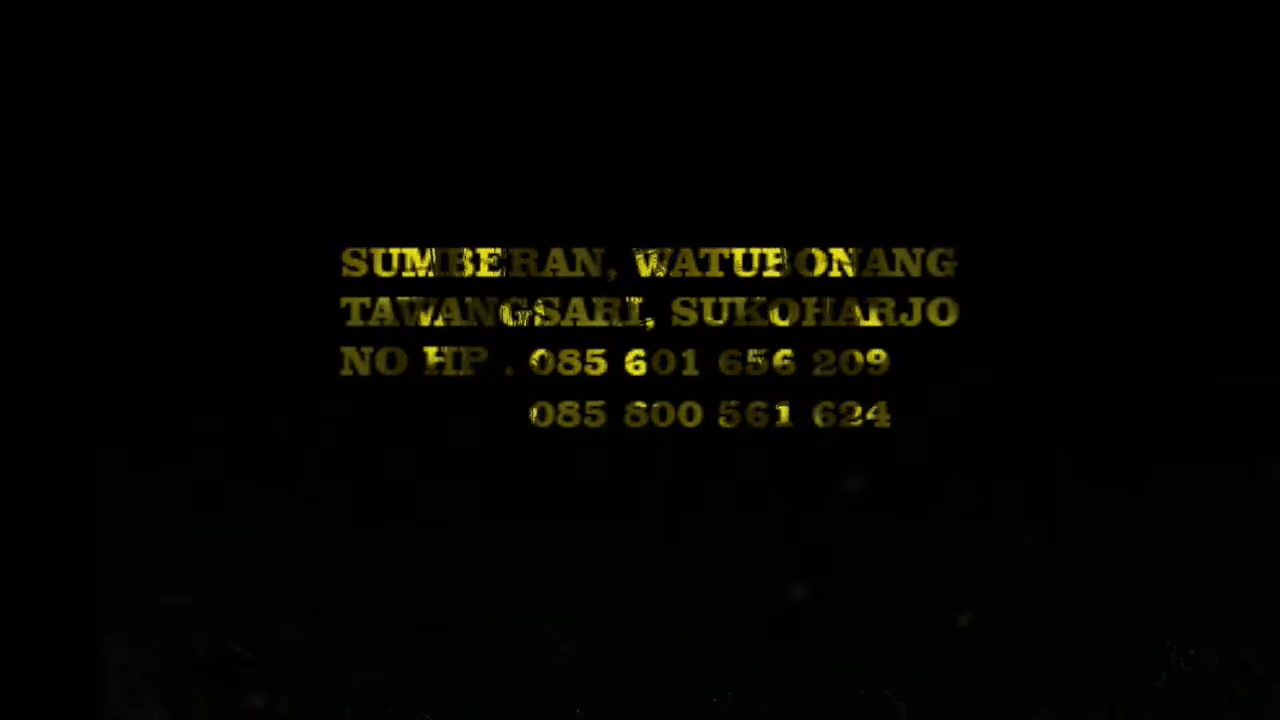 SUMBERAN, WATUBONANG
TAWANGSARI, SUKOHARJO
NO HP . 085 601 656 209
085 800 561 624